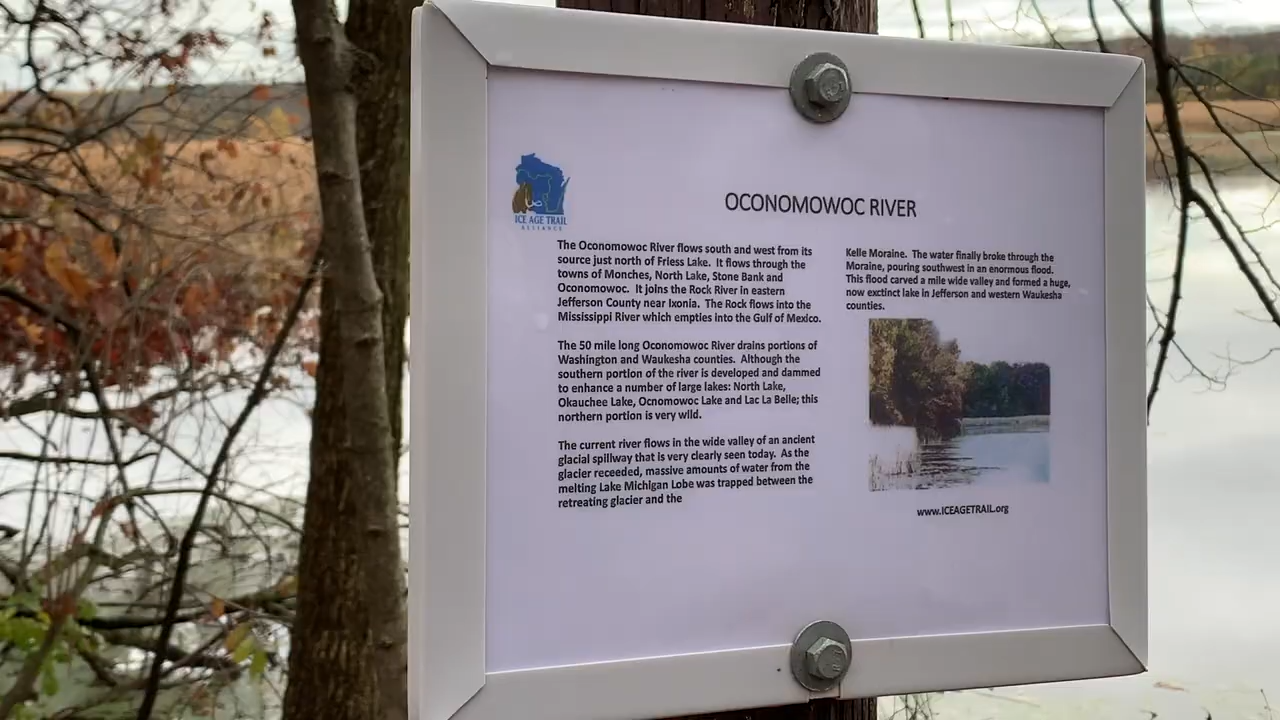 ICE AGE TRAIL
ALLIANCE
OCONOMOWOC RIVER
The Oconomowoc River flows south and west from its
source just north of Friess Lake. It flows through the
towns of Monches, North Lake, Stone Bank and
Oconomowoc. It joins the Rock River in eastern
Jefferson County near Ixonia. The Rock flows into the
Mississippi River which empties into the Gulf of Mexico.
The 50 mile long Oconomowoc River drains portions of
Washington and Waukesha counties. Although the
southern portion of the river is developed and dammed
to enhance a number of large lakes: North Lake,
Okauchee Lake, Ocnomowoc Lake and Lac La Belle; this
northern portion is very wild.
The current river flows in the wide valley of an ancient
glacial spillway that is very clearly seen today. As the
glacier receeded, massive amounts of water from the
melting Lake Michigan Lobe was trapped between the
retreating glacier and the
Kelle Moraine. The water finally broke through the
Moraine, pouring southwest in an enormous flood.
This flood carved a mile wide valley and formed a huge,
now exctinct lake in Jefferson and western Waukesha
counties.
www.ICEAGETRAIL.org